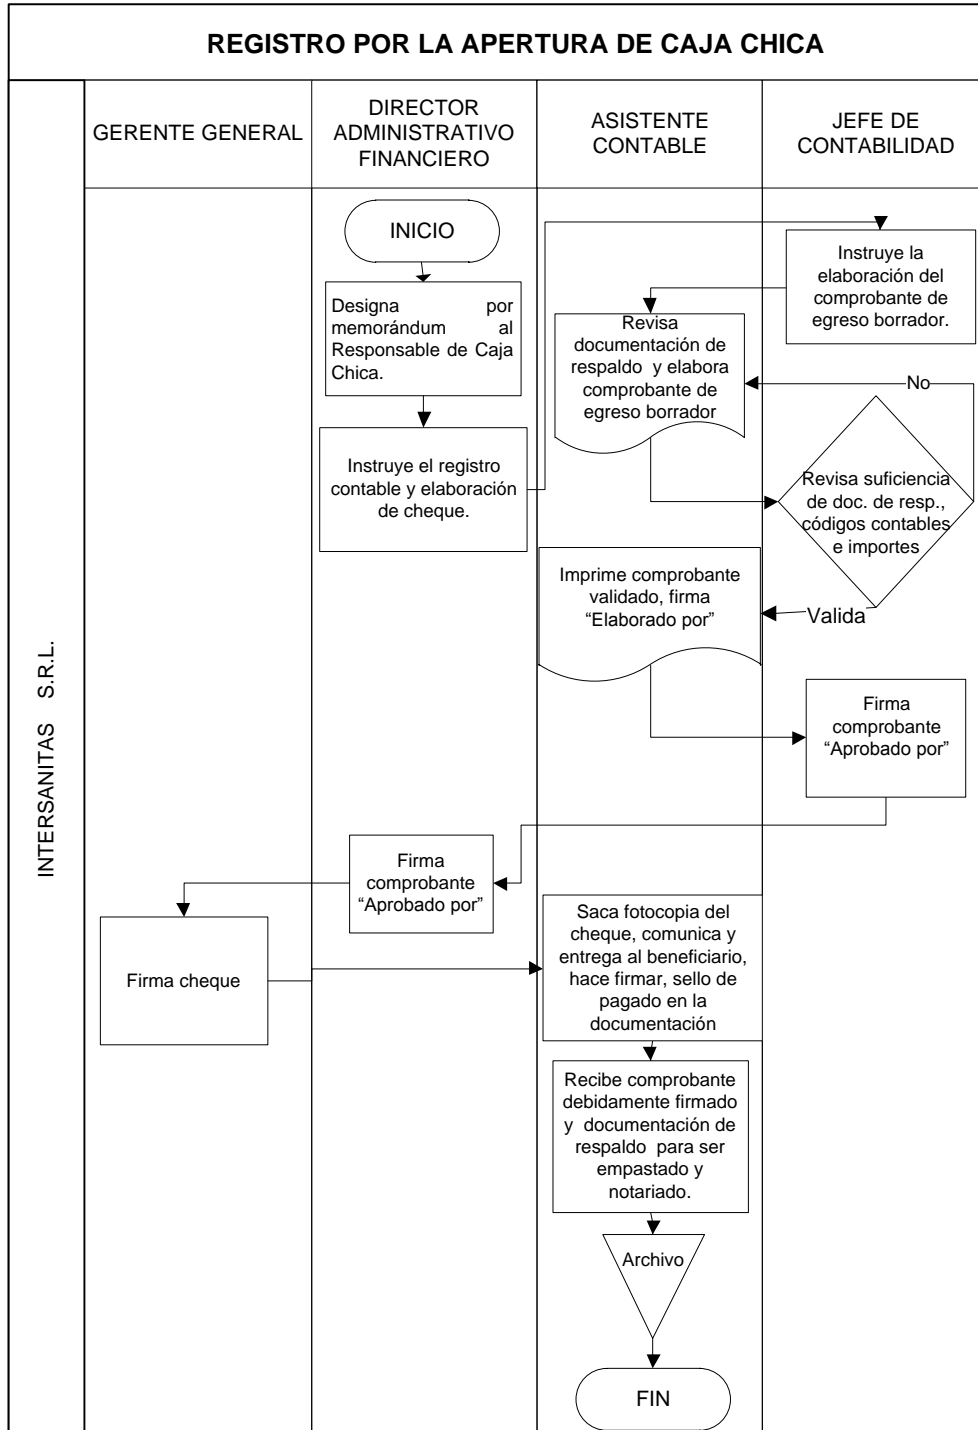 REGISTRO POR LA APERTURA DE CAJA CHICA
INTERSANITAS S.R.L.
GERENTE GENERAL
DIRECTOR
ADMINISTRATIVO
FINANCIERO
ASISTENTE
CONTABLE
JEFE DE
CONTABILIDAD
INICIO
Designa por
memorándum al
Responsable de Caja
Chica.
Instruye el registro
contable y elaboración
de cheque.
Instruye la
elaboración del
comprobante de
egreso borrador.
Revisa
documentación de
respaldo y elabora
comprobante de
egreso borrador
No
Revisa suficiencia
de doc. de resp.,
códigos contables
e importes
Valida
Imprime comprobante
validado, firma
“Elaborado por”
Firma
comprobante
“Aprobado por”
Firma
comprobante
“Aprobado por”
Firma cheque
Saca fotocopia del
cheque, comunica y
entrega al beneficiario,
hace firmar, sello de
pagado en la
documentación
Recibe comprobante
debidamente firmado
y documentación de
respaldo para ser
empastado y
notariado.
Archivo
FIN